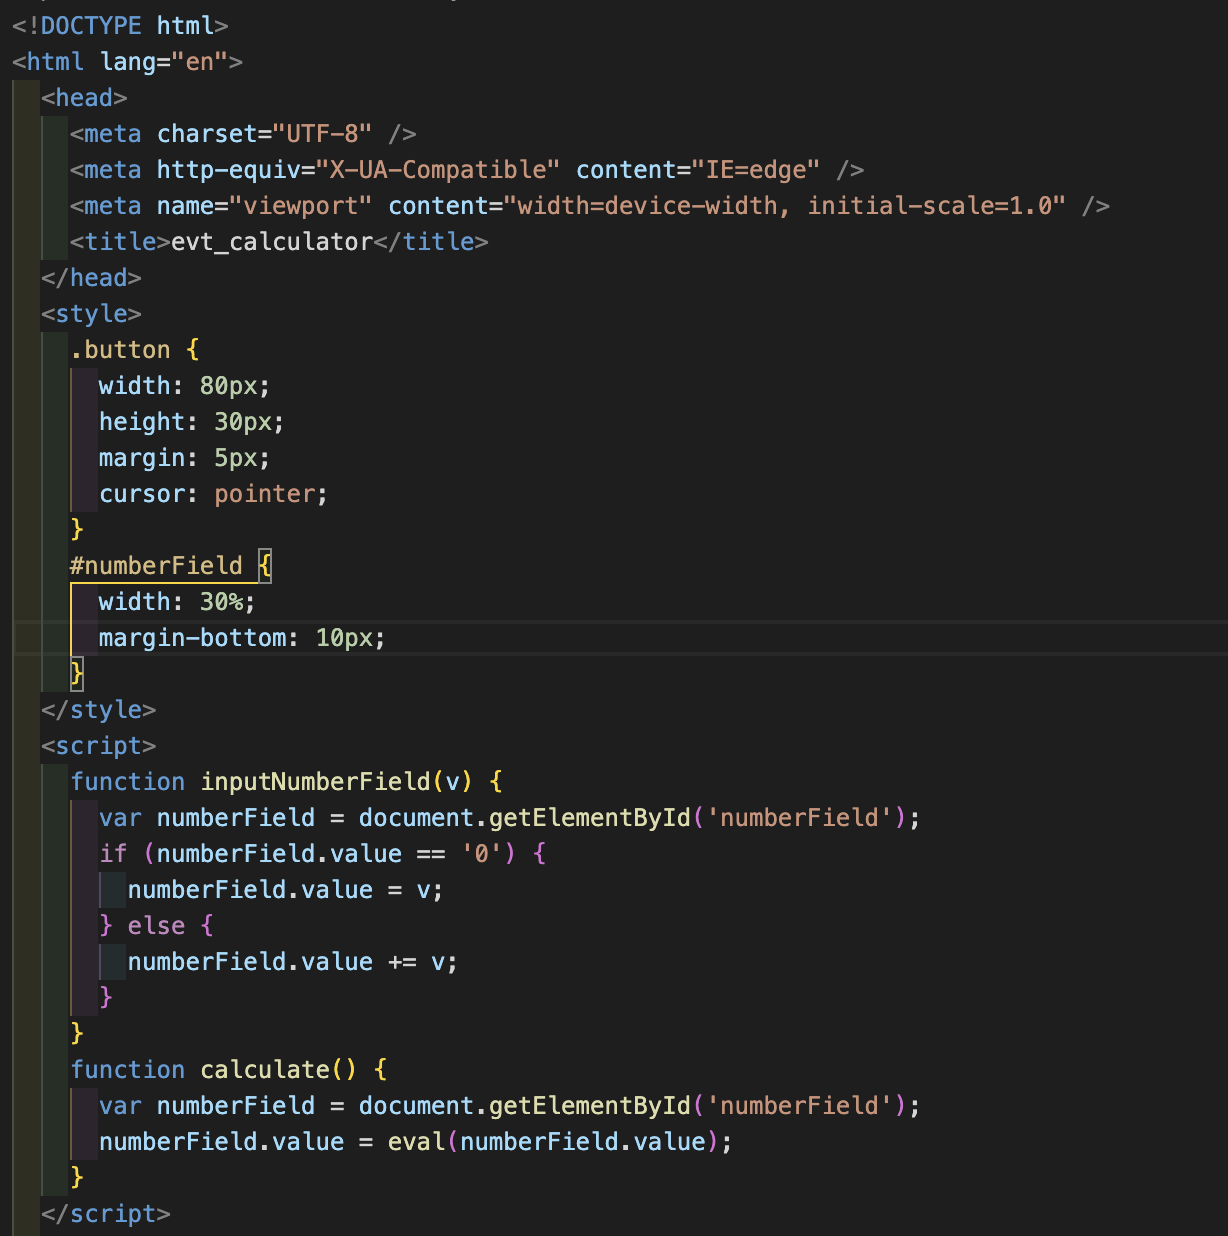 <!DOCTYPE html>
<html lang="en">
<head>
<meta charset="UTF-8" />
<meta http-equiv="X-UA-Compatible" content="IE=edge" />
<meta name="viewport" content="width=device-width, initial-scale=1.0" />
<title>evt_calculator</title>
</head>
<style>
.button {
width: 80px;
height: 30px;
margin: 5px;
cursor: pointer;
}
#numberField {
width: 30%;
margin-bottom: 10px;
}
</style>
<script>
function inputNumberField(v) {
var numberField = document.getElementById('numberField');
if (numberField.value == '0') {
numberField.value = v;
} else {
numberField.value += v;
}
}
function calculate() {
var numberField = document.getElementById('numberField');
numberField.value = eval(numberField.value);
}
</script>